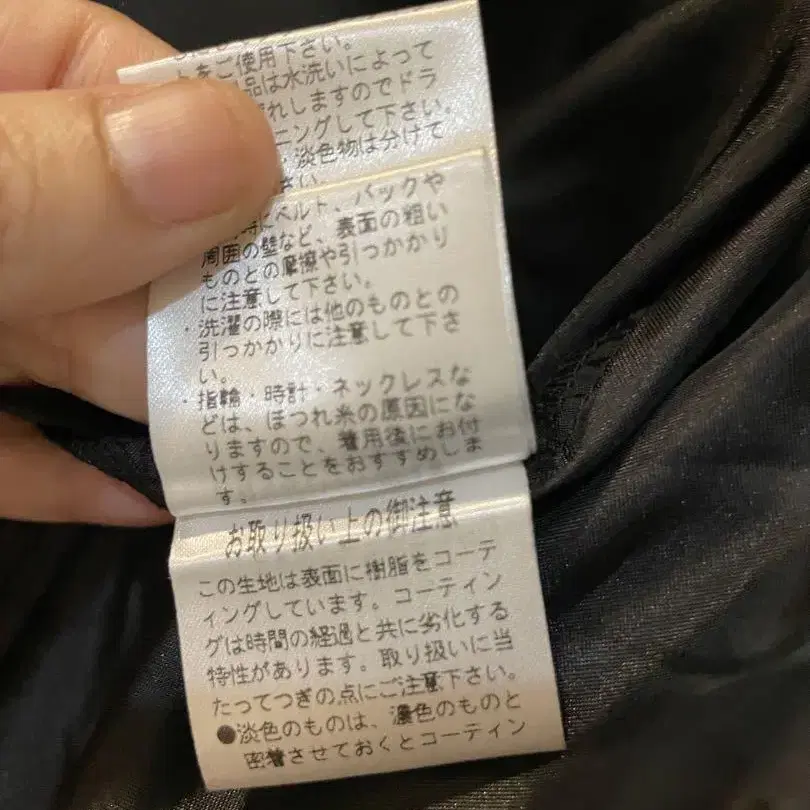 をご使用下さい。
品は水洗いによって
れしますのでドラ
ニングして下さい。
淡色物は分けて
さい。
にベルト、バックや
周囲の壁など、表面の粗い
ものとの摩擦や引っかかり
に注意して下さい。
・洗濯の際には他のものとの
引っかかりに注意して下さ
い。
・指輪・時計・ネックレスな
どは、ほつれ糸の原因にな
りますので、着用後にお付
けすることをおすすめしま
す。
お取り扱い上の御注意
この生地は表面に樹脂をコーテ
ィングしています。コーティン
グは時間の経過と共に劣化する
特性があります。取り扱いに当
たってつぎの点にご注意下さい。
●淡色のものは、濃色のものと
密着させておくとコーティン